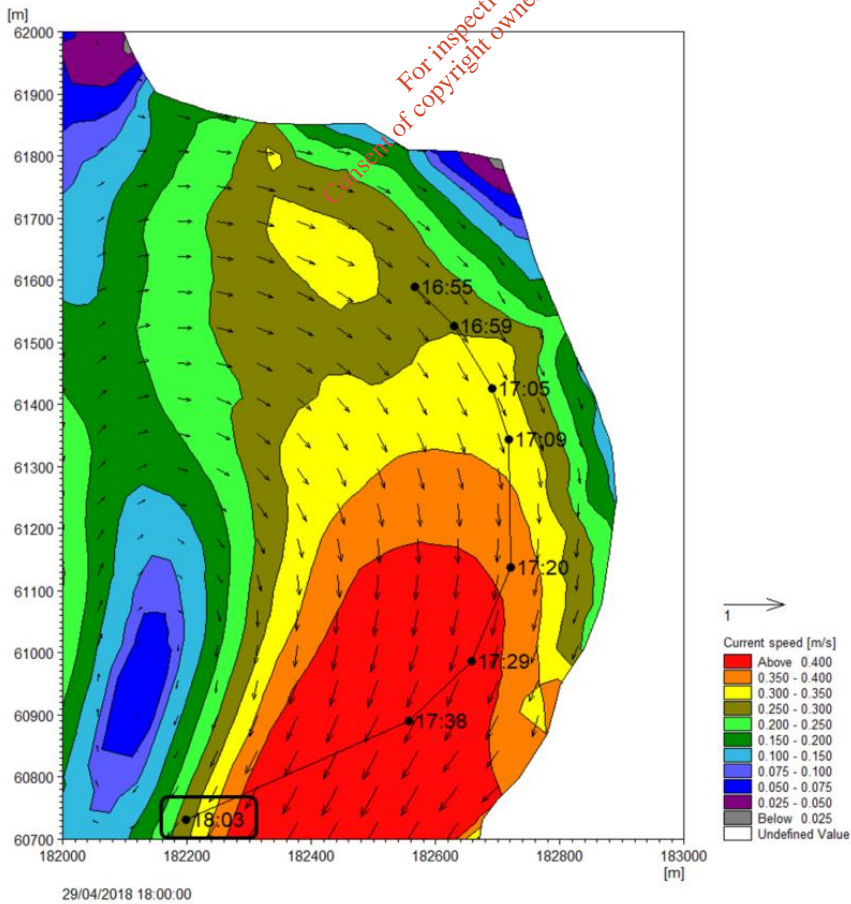 For inspecti
Consent of copyright owne
[m]
62000
61900
61800
61700
61600
61500
61400
61300
61200
61100
61000
60900
60800
60700
16:55
16:59
17:05
17:09
17:20
17:29
17:38
18:03
182000 182200 182400 182600 182800 183000
[m]
29/04/2018 18:00:00
1
Current speed [m/s]
Above 0.400
0.350 - 0.400
0.300 - 0.350
0.250 - 0.300
0.200 - 0.250
0.150 - 0.200
0.100 - 0.150
0.075 - 0.100
0.050 - 0.075
0.025 - 0.050
Below 0.025
Undefined Value